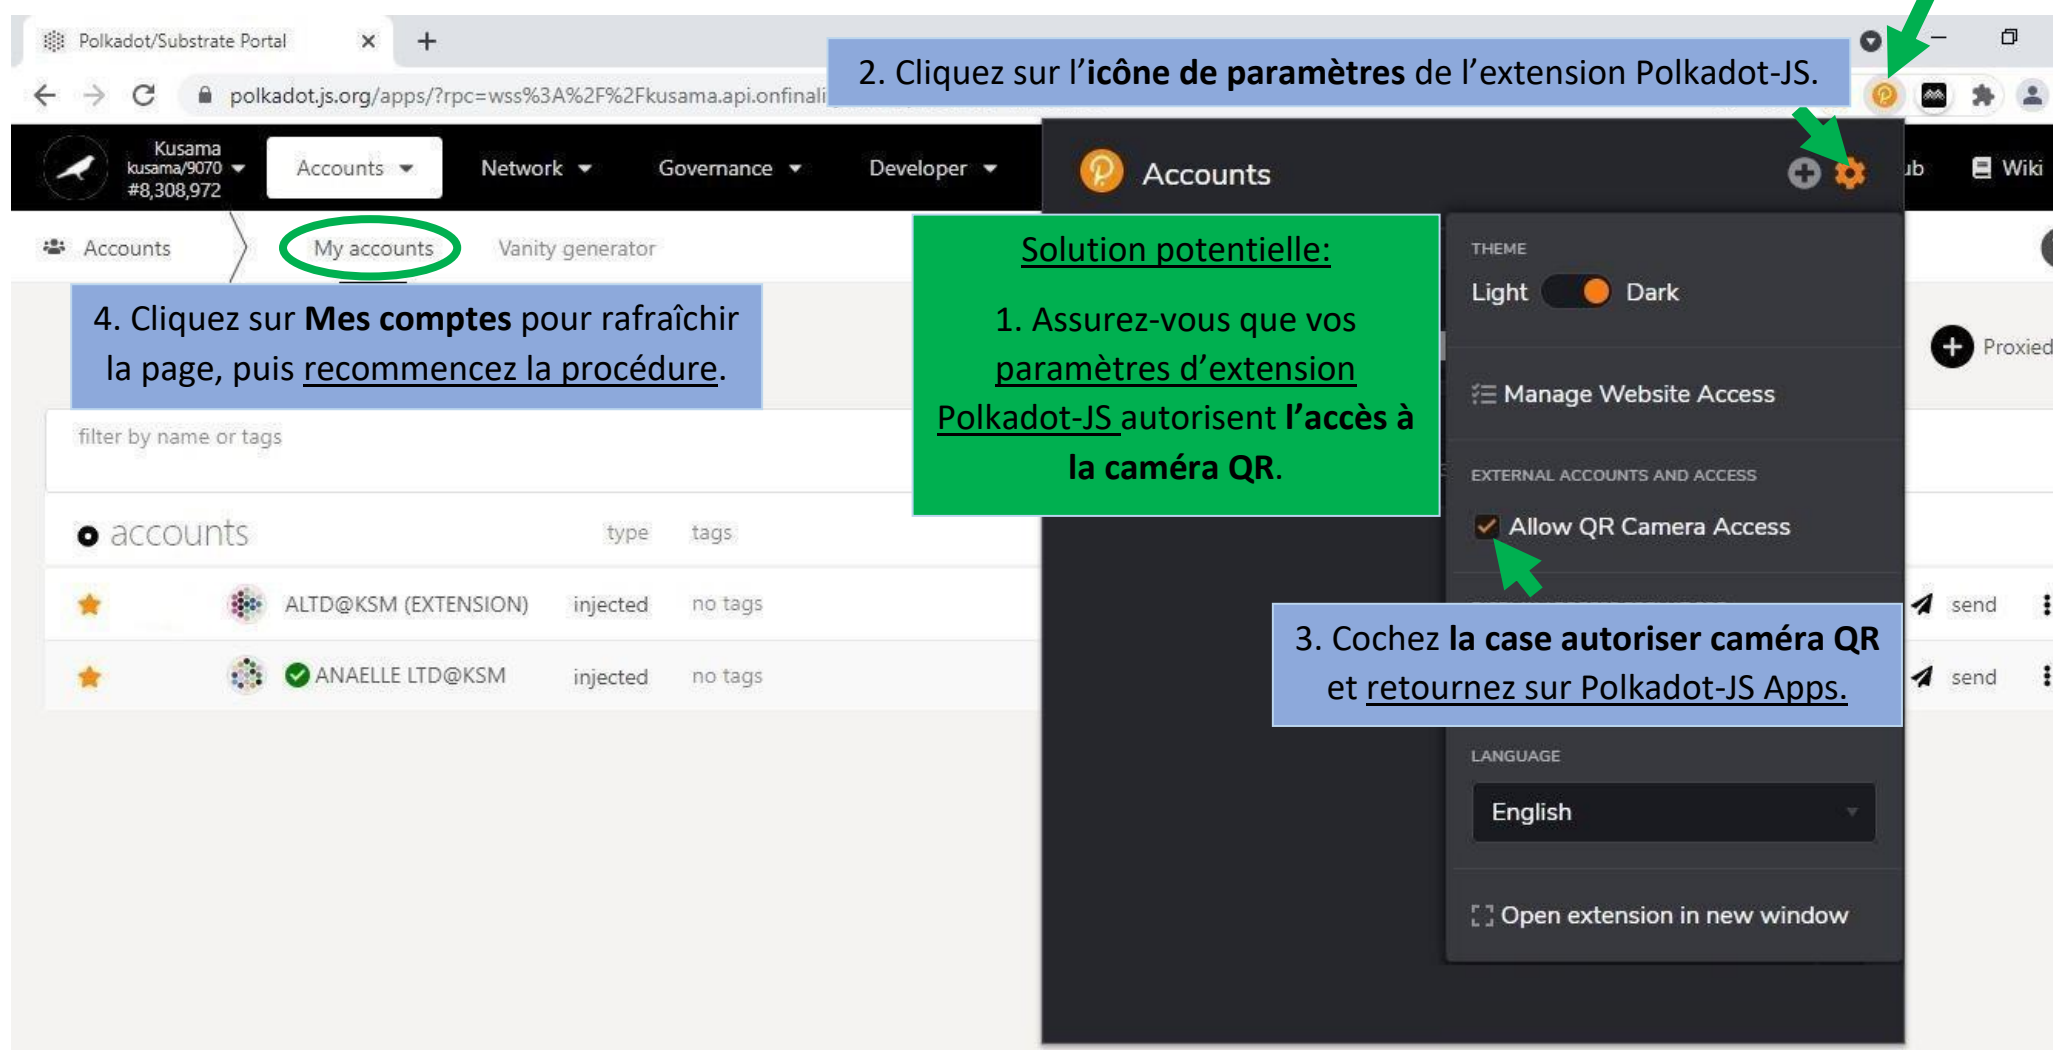 Polkadot/Substrate Portal
2. Cliquez sur l’icône de paramètres de l’extension Polkadot-JS.
polkadot.js.org/apps/?rpc=wss%3A%2F%2Fkusama.api.onfinali
Kusama
kusama/9070
#8,308,972
Accounts
Network
Governance
Developer
Accounts
Wiki
Accounts
My accounts
Vanity generator
Solution potentielle:
1. Assurez-vous que vos
paramètres d’extension
Polkadot-JS autorisent l’accès à
la caméra QR.
THEME
Light
Dark
4. Cliquez sur Mes comptes pour rafraîchir
la page, puis recommencez la procédure.
Proxied
Manage Website Access
filter by name or tags
EXTERNAL ACCOUNTS AND ACCESS
Allow QR Camera Access
accounts
type
tags
ALTD@KSM (EXTENSION)
injected
no tags
send
3. Cochez la case autoriser caméra QR
et retournez sur Polkadot-JS Apps.
ANAELLE LTD@KSM
injected
no tags
send
LANGUAGE
English
Open extension in new window